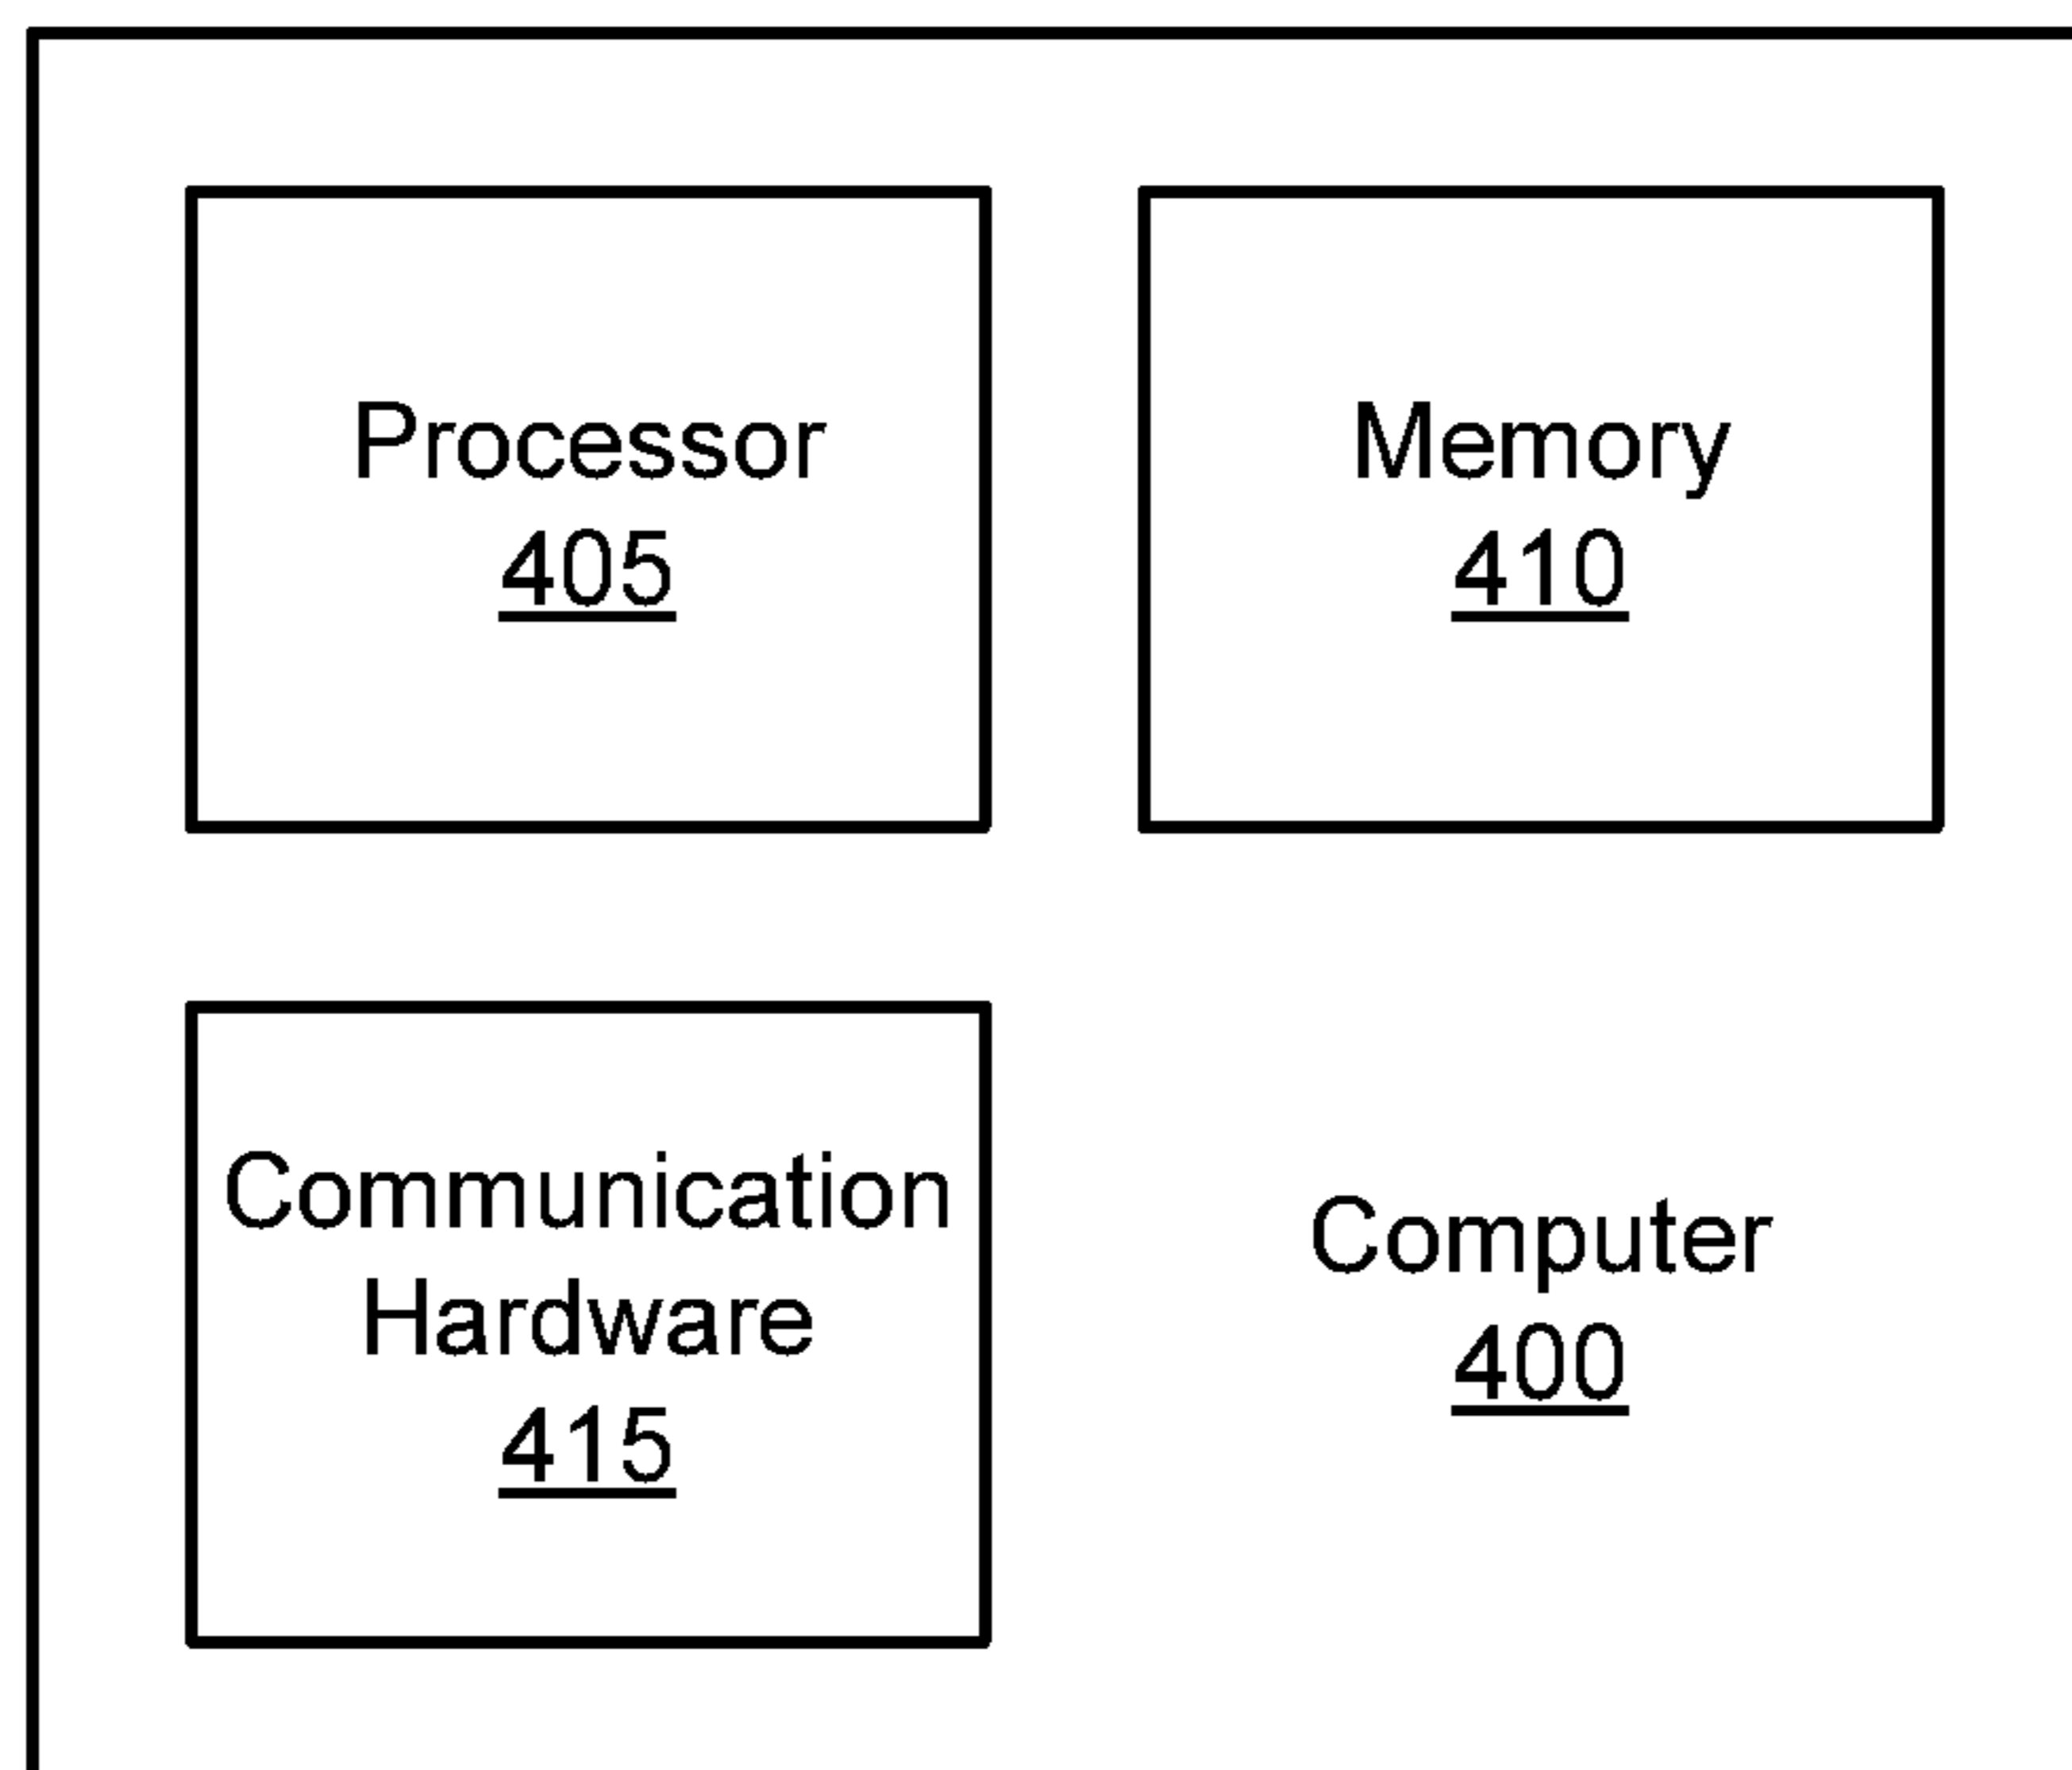 Processor
405
Memory
410
Communication
Hardware
415
Computer
400